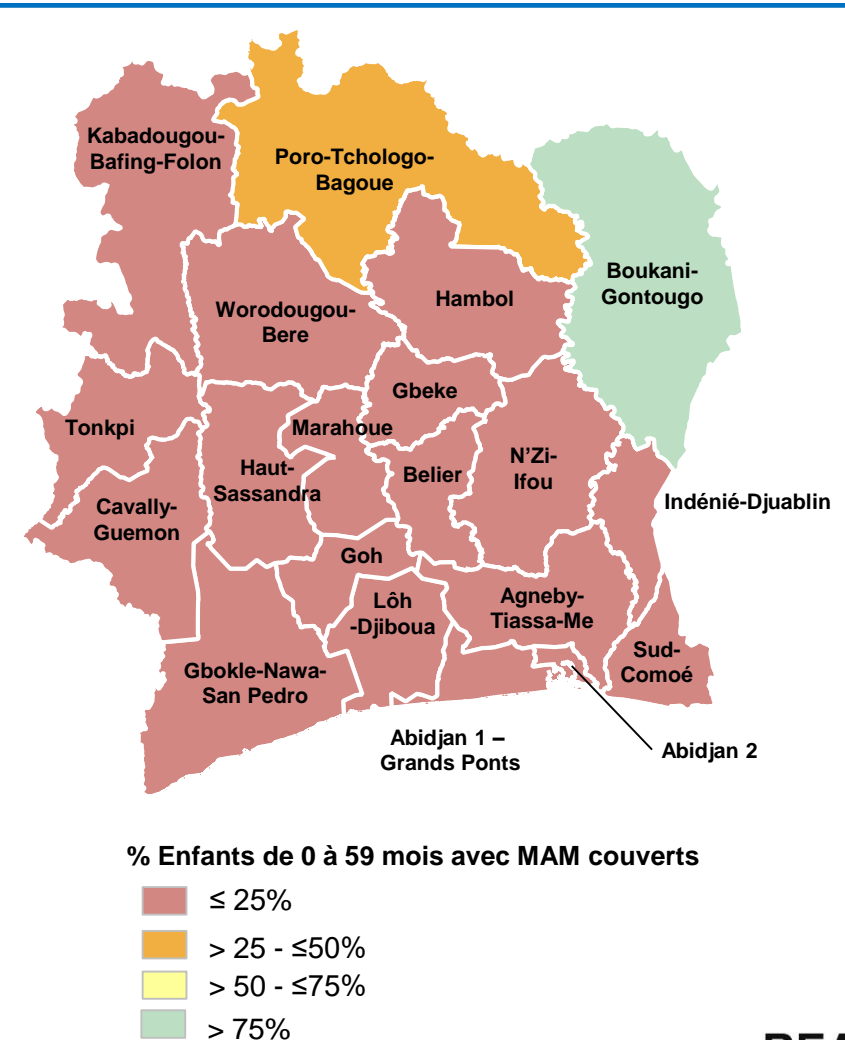 Kabadougou-
Bafing-Folon
Poro-Tchologo-
Bagoue
Boukani-
Gontougo
Hambol
Worodougou-
Bere
Gbeke
Tonkpi
Marahoue
Haut-
Sassandra
Belier
N'Zi-
Ifou
Indénié-Djuablin
Cavally-
Guemon
Goh
Lôh
-Djiboua
Agneby-
Tiassa-Me
Sud-
Comoé
Gbokle-Nawa-
San Pedro
Abidjan 1 –
Grands Ponts
Abidjan 2
% Enfants de 0 à 59 mois avec MAM couverts
≤ 25%
> 25 - ≤50%
> 50 - ≤75%
> 75%